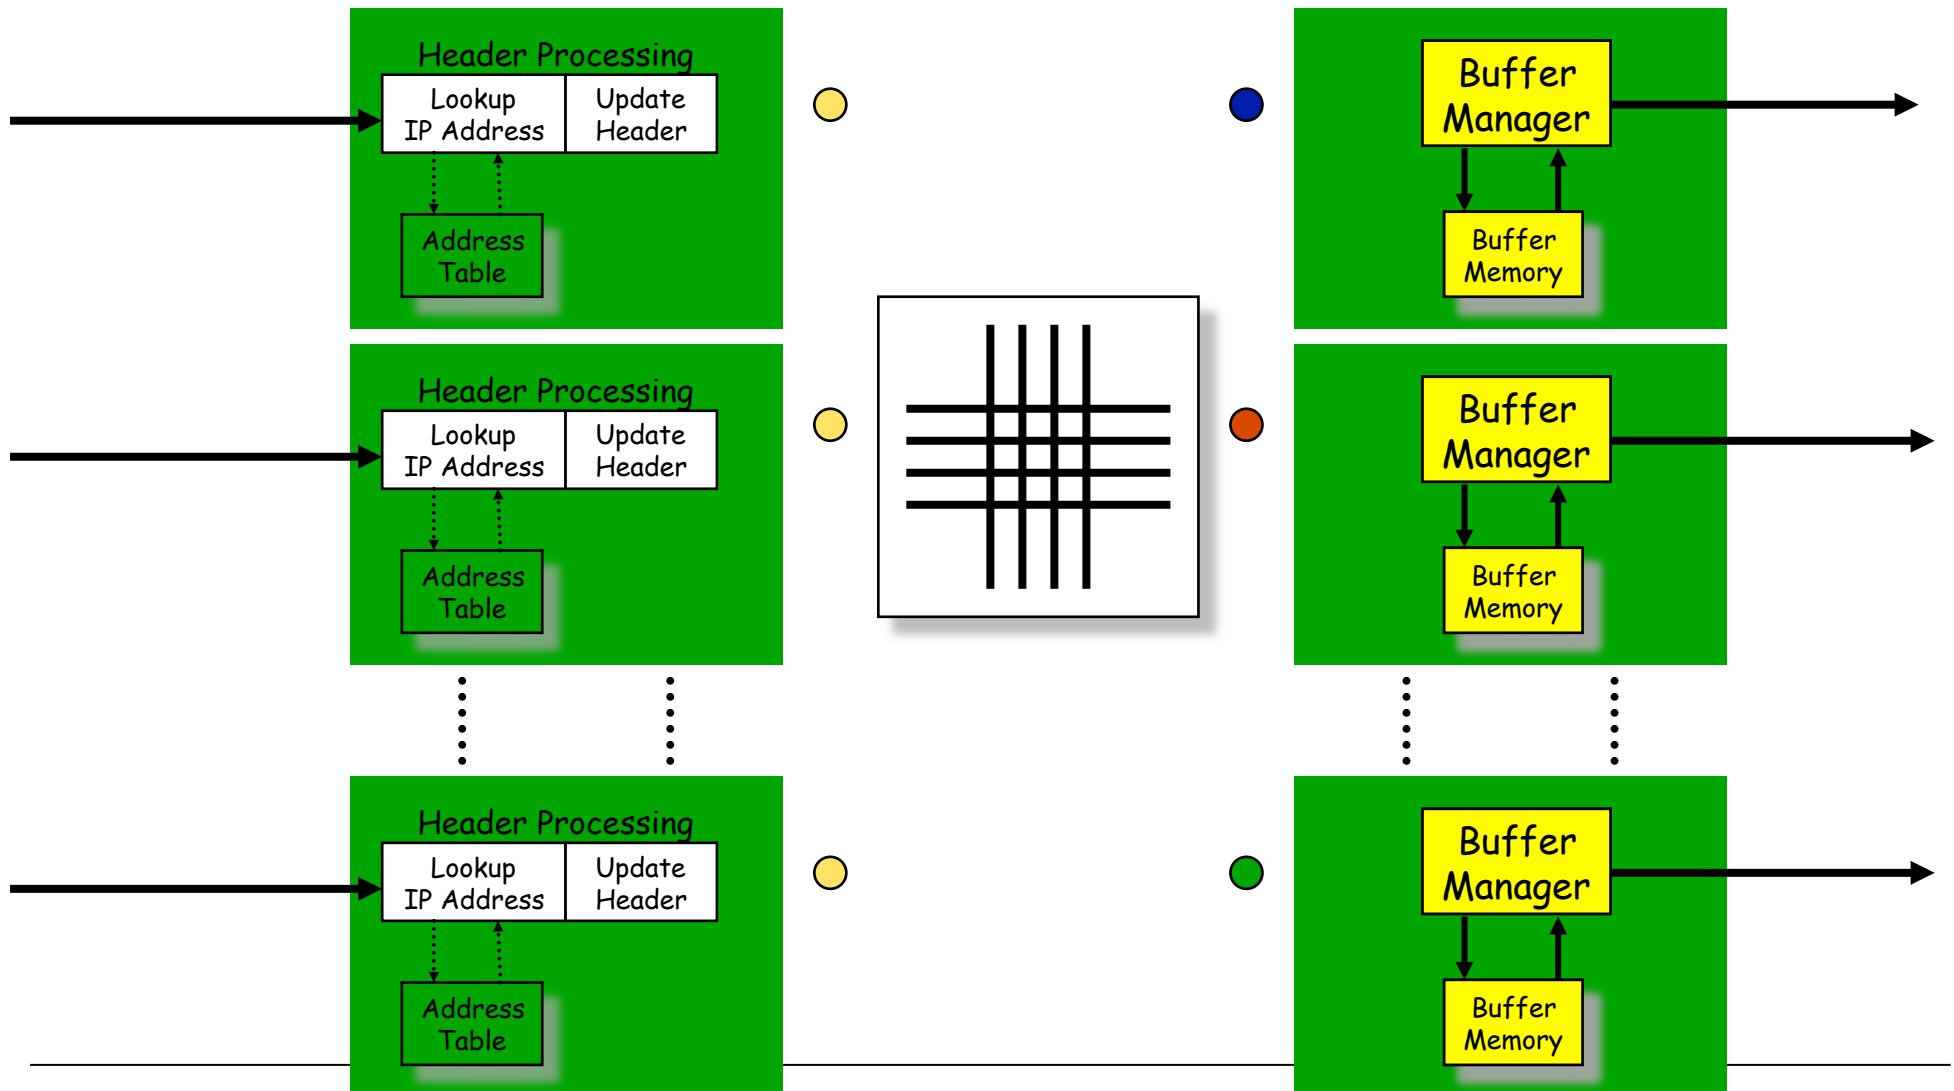 Header Processing
Lookup
IP Address
Update
Header
Address
Table
Buffer
Manager
Buffer
Memory
Header Processing
Lookup
IP Address
Update
Header
Address
Table
Buffer
Manager
Buffer
Memory
Header Processing
Lookup
IP Address
Update
Header
Address
Table
Buffer
Manager
Buffer
Memory